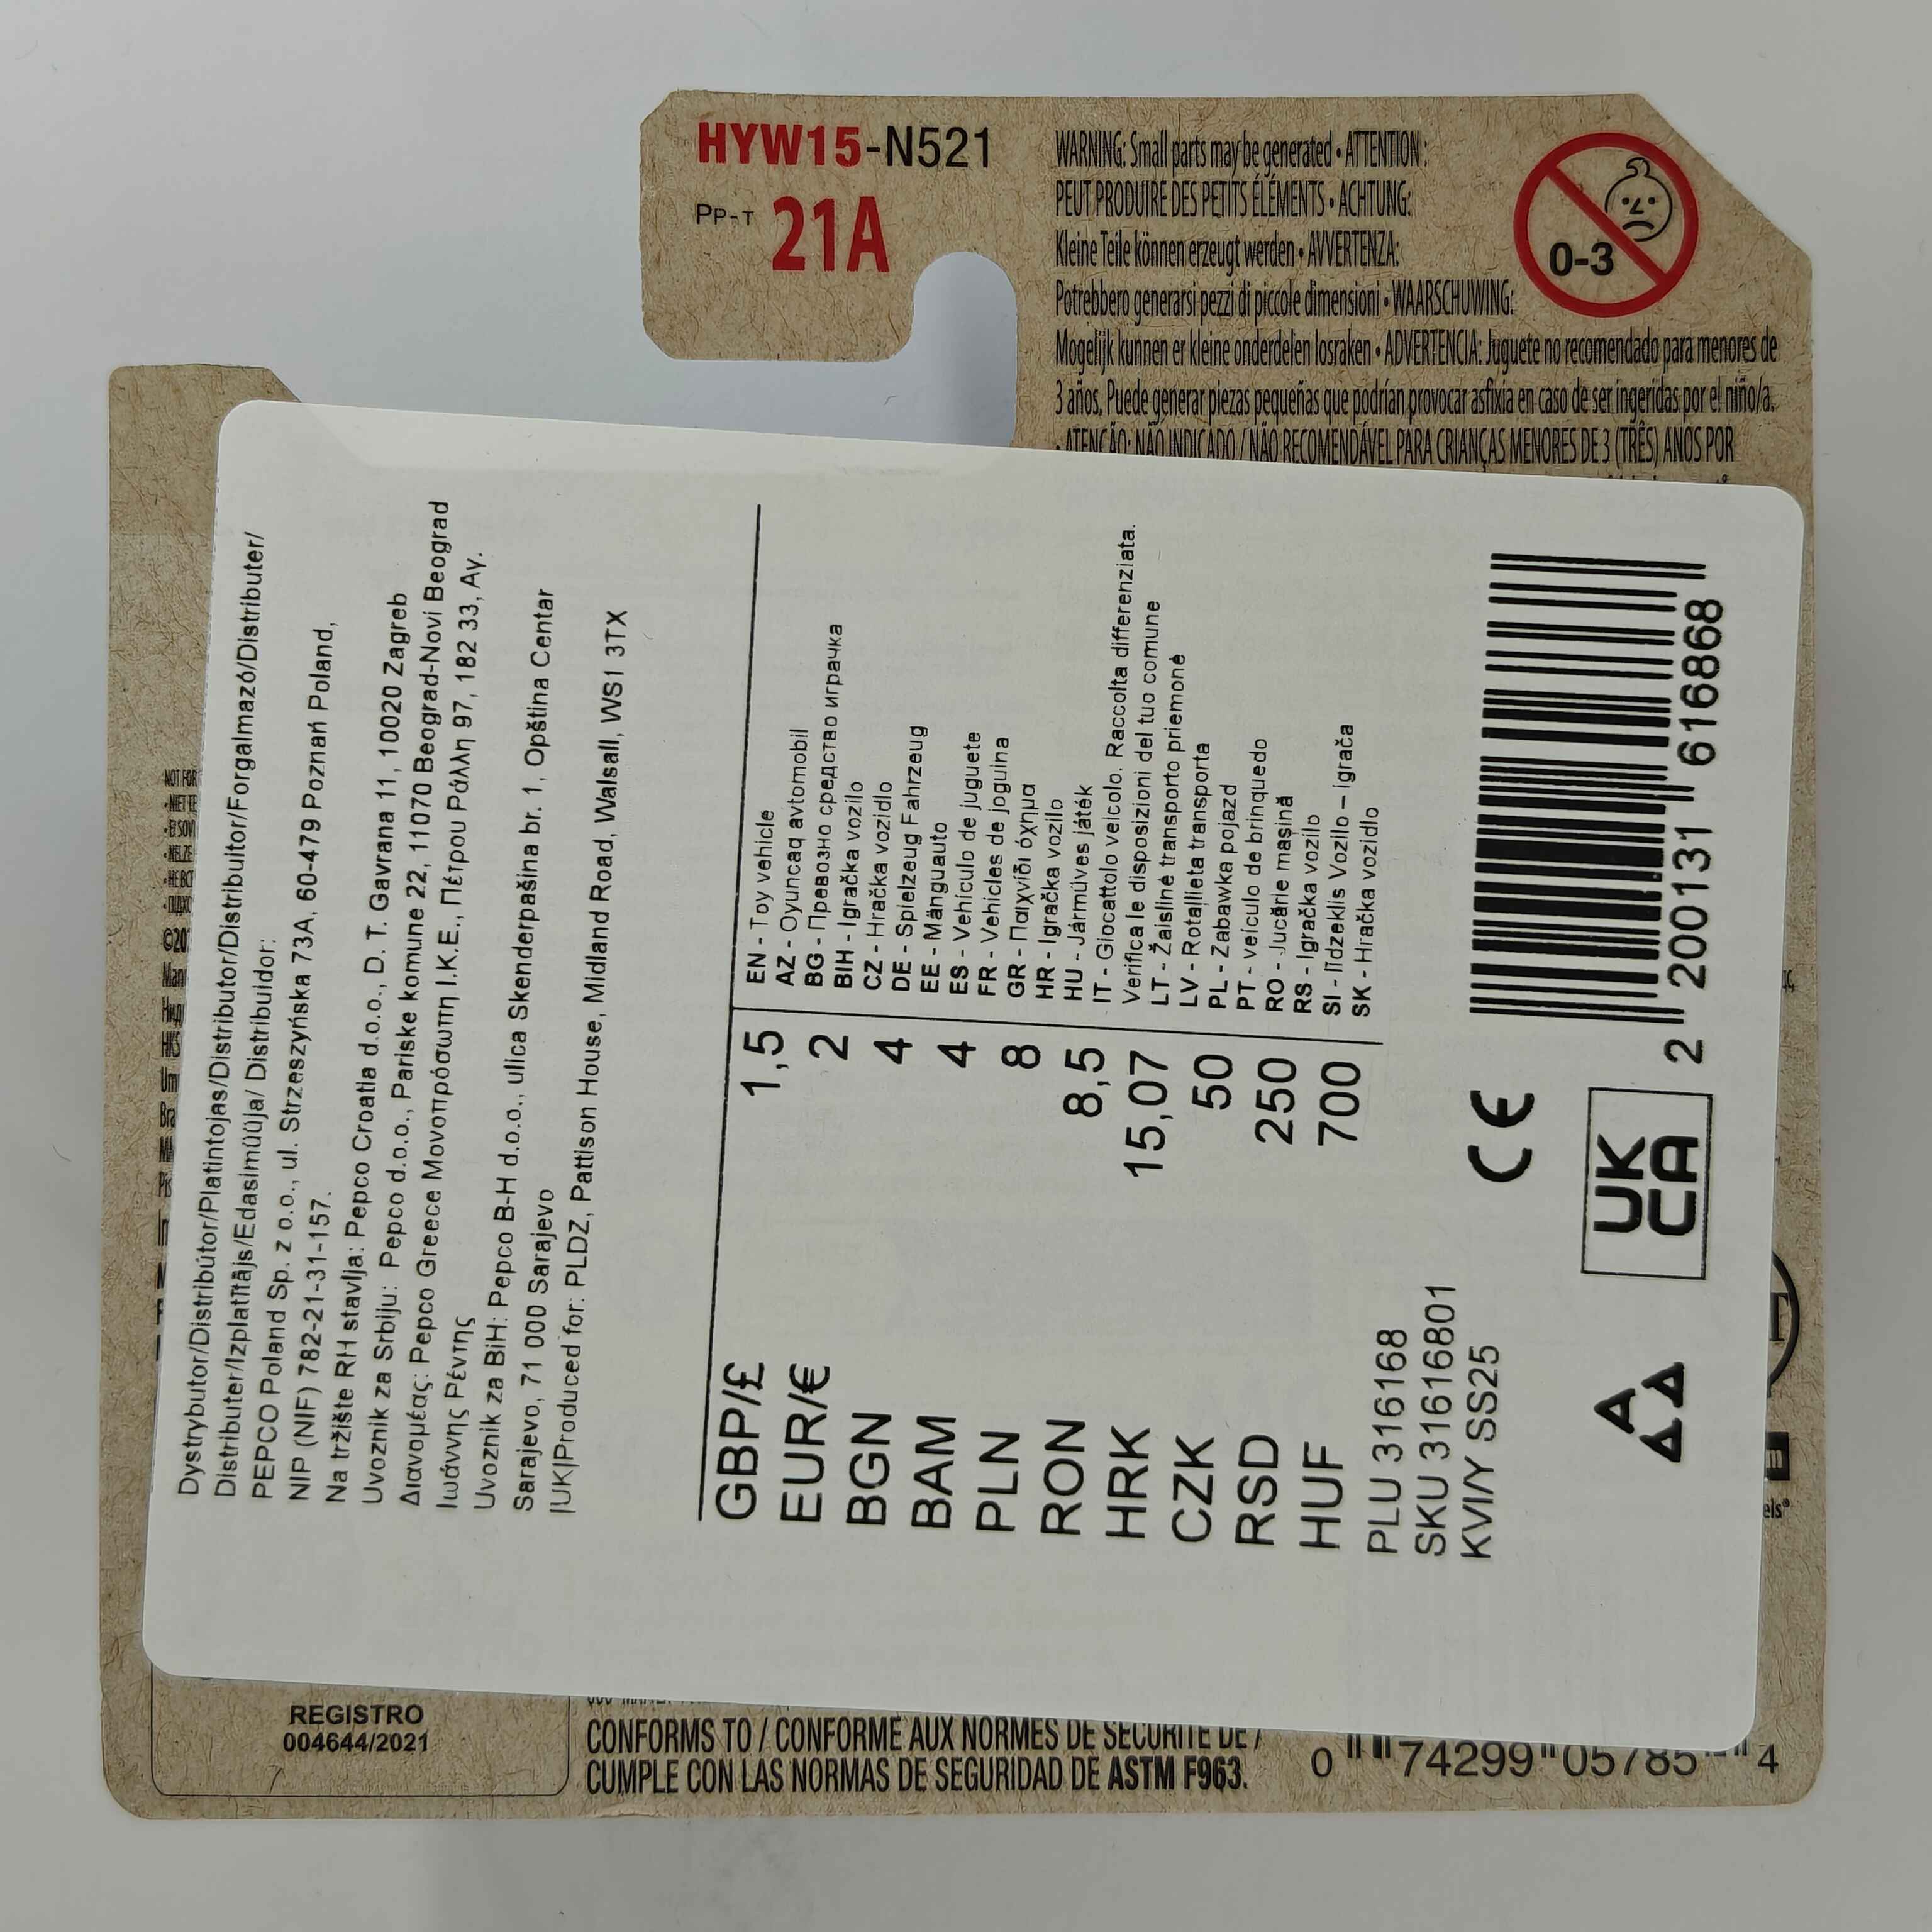 HYW15-N521
PP-T 21A
WARNING: Small parts may be generated • ATTENTION :
PEUT PRODUIRE DES PETITS ÉLÉMENTS • ACHTUNG:
Kleine Teile können erzeugt werden • AVVERTENZA:
Potrebbero generarsi pezzi di piccole dimensioni • WAARSCHUWING:
Mogelijk kunnen er kleine onderdelen losraken • ADVERTENCIA: Juguete no recomendado para menores de
3 años. Puede generar piezas pequeñas que podrían provocar asfixia en caso de ser ingeridas por el niño/a.
• ATENÇÃO: NÃO INDICADO / NÃO RECOMENDÁVEL PARA CRIANÇAS MENORES DE 3 (TRÊS) ANOS POR
0-3
NOT FOR
Dystrybutor/Distribútor/Platintojas/Distributor/Distribuitor/Forgalmazó/Distributer/
Distributer/Izplatītājs/Edasimüüja/ Distribuidor:
PEPCO Poland Sp. z o.o., ul. Strzeszyńska 73A, 60-479 Poznań Poland,
NIP (NIF) 782-21-31-157.
Na tržište RH stavlja: Pepco Croatia d.o.o., D. T. Gavrana 11, 10020 Zagreb
Uvoznik za Srbiju: Pepco d.o.o., Pariske komune 22, 11070 Beograd-Novi Beograd
Διανομέας: Pepco Greece Μονοπρόσωπη Ι.Κ.Ε., Πέτρου Ράλλη 97, 182 33, Αγ.
Ιωάννης Ρέντης
Uvoznik za BiH: Pepco B-H d.o.o., ulica Skenderpašina br. 1, Opština Centar
Sarajevo, 71 000 Sarajevo
|UK|Produced for: PLDZ, Pattison House, Midland Road, Walsall, WS1 3TX
GBP/£ 1,5
EUR/€ 2
BGN 4
BAM 4
PLN 8
RON 8,5
HRK 15,07
CZK 50
RSD 250
HUF 700
EN - Toy vehicle
AZ - Oyuncaq avtomobil
BG - Превозно средство играчка
BIH - Igračka vozilo
CZ - Hračka vozidlo
DE - Spielzeug Fahrzeug
EE - Mänguauto
ES - Vehículo de juguete
FR - Vehicles de joguina
GR - Παιχνίδι όχημα
HR - Igračka vozilo
HU - Járműves játék
IT - Giocattolo veicolo. Raccolta differenziata.
Verifica le disposizioni del tuo comune
LT - Žaislinė transporto priemonė
LV - Rotaļlieta transporta
PL - Zabawka pojazd
PT - veículo de brinquedo
RO - Jucărie mașină
RS - Igračka vozilo
SI - līdzeklis Vozilo – igrača
SK - Hračka vozidlo
PLU 316168
SKU 31616801
KVI/Y SS25
CE
UK
CA
2 200131 616868
REGISTRO
004644/2021
CONFORMS TO / CONFORME AUX NORMES DE SÉCURITÉ DE /
CUMPLE CON LAS NORMAS DE SEGURIDAD DE ASTM F963.
0 74299 05785 4